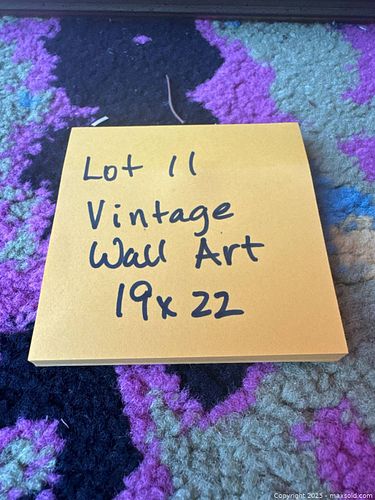 Lot 11
Vintage
Wall Art
19x22
Copyright 2025 - maxsold.com